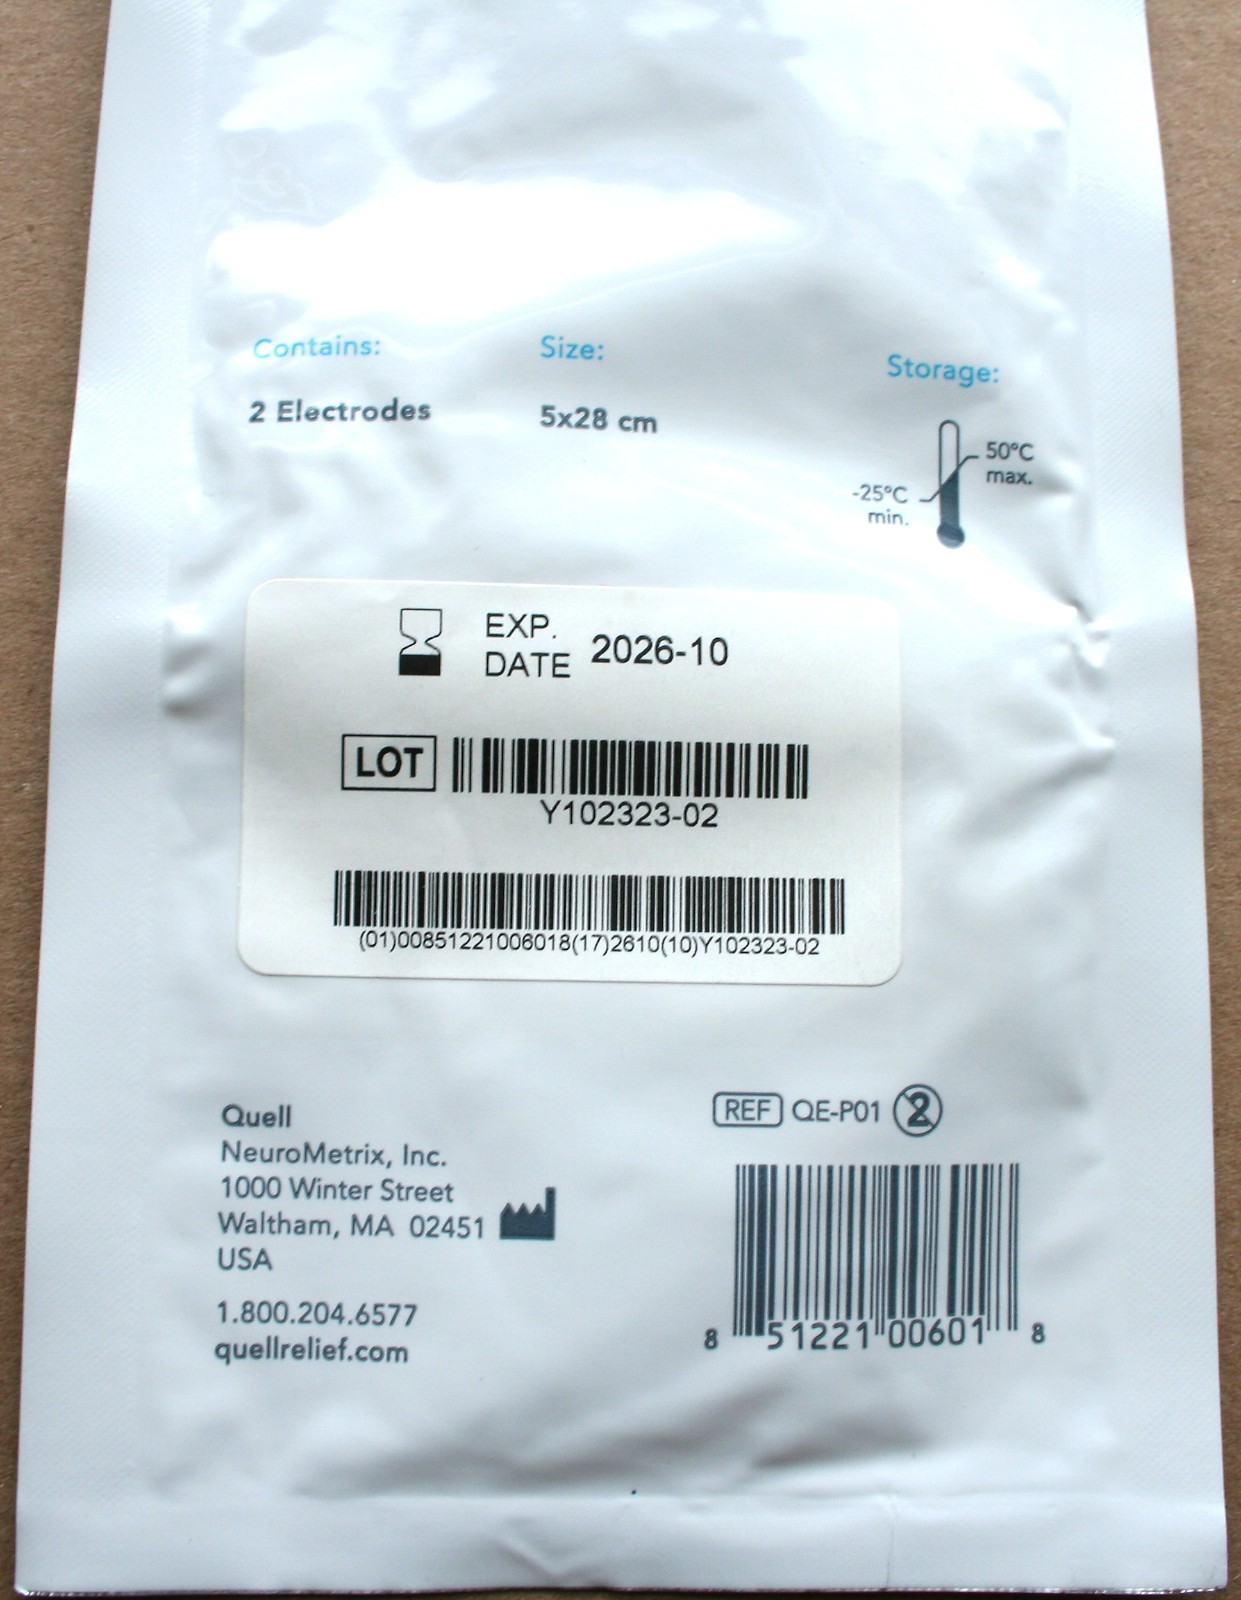 Contains:
2 Electrodes
Size:
5x28 cm
Storage:
50°C
max.
-25°C
min.
EXP.
DATE 2026-10
LOT
Y102323-02
(01)00851221006018(17)2610(10)Y102323-02
Quell
NeuroMetrix, Inc.
1000 Winter Street
Waltham, MA 02451
USA
1.800.204.6577
quellrelief.com
REF QE-P01 2
8 51221 00601 8